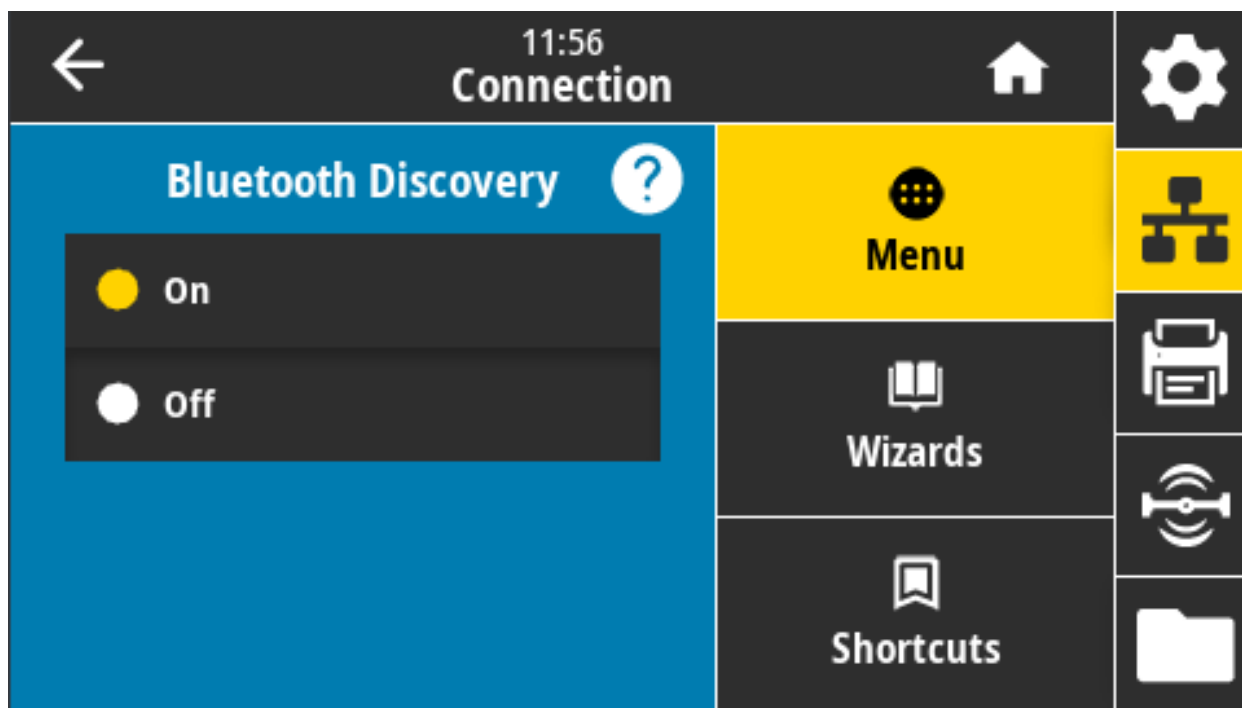 11:56
Connection
Bluetooth Discovery
?
On
Off
Menu
Wizards
Shortcuts